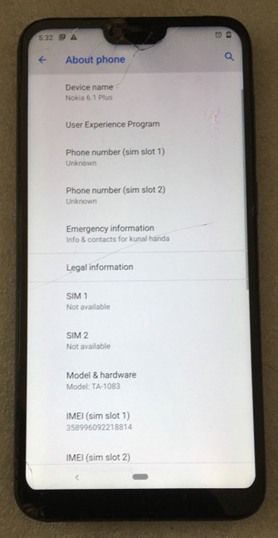 5:32
About phone
Device name
Nokia 6.1 Plus
User Experience Program
Phone number (sim slot 1)
Unknown
Phone number (sim slot 2)
Unknown
Emergency information
Info & contacts for kunal handa
Legal information
SIM 1
Not available
SIM 2
Not available
Model & hardware
Model: TA-1083
IMEI (sim slot 1)
358996092218814
IMEI (sim slot 2)